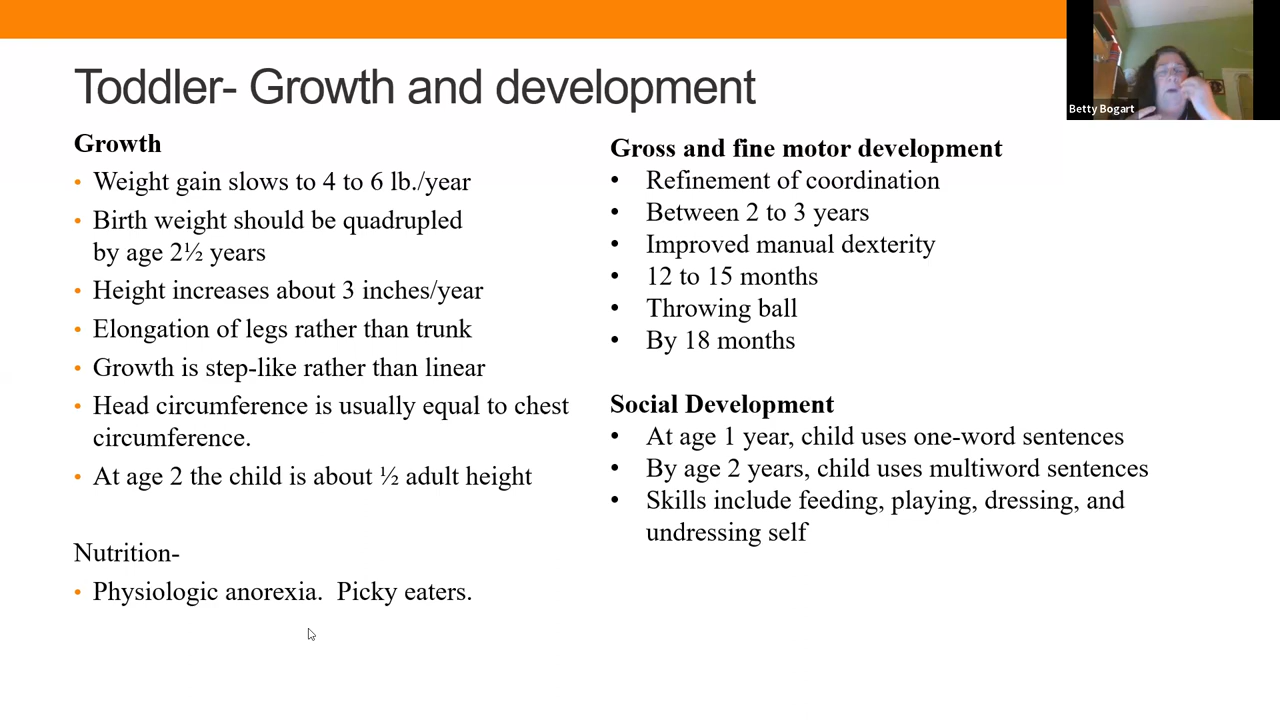 Toddler- Growth and development
Betty Bogart
Growth
• Weight gain slows to 4 to 6 lb./year
• Birth weight should be quadrupled
by age 2½ years
• Height increases about 3 inches/year
• Elongation of legs rather than trunk
• Growth is step-like rather than linear
• Head circumference is usually equal to chest
circumference.
• At age 2 the child is about ½ adult height
Nutrition-
• Physiologic anorexia.  Picky eaters.
Gross and fine motor development
• Refinement of coordination
• Between 2 to 3 years
• Improved manual dexterity
• 12 to 15 months
• Throwing ball
• By 18 months
Social Development
• At age 1 year, child uses one-word sentences
• By age 2 years, child uses multiword sentences
• Skills include feeding, playing, dressing, and
undressing self